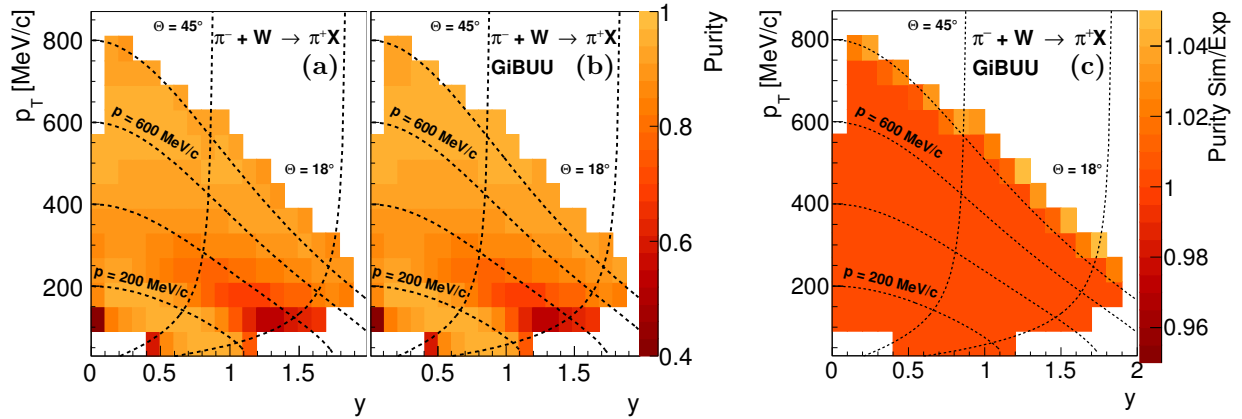 p_T [MeV/c]
800
600
400
200
Θ = 45°
π⁻ + W → π⁺X
(a)
p = 600 MeV/c
Θ = 18°
p = 200 MeV/c
0
0.5
1
1.5
y
Θ = 45°
π⁻ + W → π⁺X
GiBUU
(b)
p = 600 MeV/c
Θ = 18°
p = 200 MeV/c
0
0.5
1
1.5
y
Purity
1
0.8
0.6
0.4
p_T [MeV/c]
800
600
400
200
Θ = 45°
π⁻ + W → π⁺X
GiBUU
(c)
p = 600 MeV/c
Θ = 18°
p = 200 MeV/c
0
0.5
1
1.5
2
y
Purity Sim/Exp
1.04
1.02
1
0.98
0.96